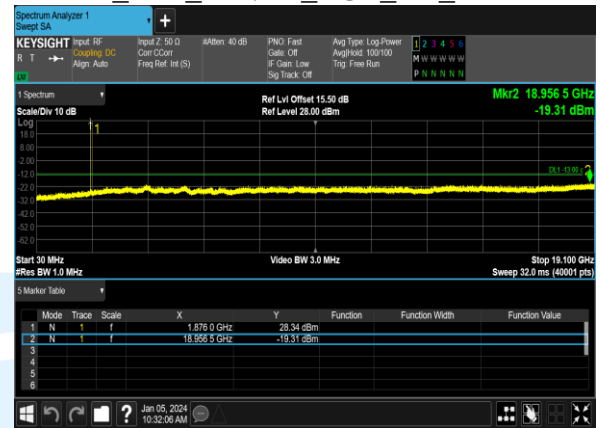 Spectrum Analyzer 1
Swept SA
KEYSIGHT
R T
Input: RF
Coupling: DC
Align: Auto
Input Z: 50 Ω
Corr CCorr
Freq Ref: Int (S)
#Atten: 40 dB
PNO: Fast
Gate: Off
IF Gain: Low
Sig Track: Off
Avg Type: Log-Power
Avg|Hold: 100/100
Trig: Free Run
1 2 3 4 5 6
M W W W W W
P N N N N N
1 Spectrum
Scale/Div 10 dB
Ref Lvl Offset 15.50 dB
Ref Level 28.00 dBm
Mkr2 18.956 5 GHz
-19.31 dBm
Log
1
18.0
8.00
-2.00
-12.0
DL1 -13.00
2
-22.0
-32.0
-42.0
-52.0
-62.0
Start 30 MHz
#Res BW 1.0 MHz
Video BW 3.0 MHz
Stop 19.100 GHz
Sweep 32.0 ms (40001 pts)
5 Marker Table
Mode Trace Scale X Y Function Function Width Function Value
1 N 1 f 1.876 0 GHz 28.34 dBm
2 N 1 f 18.956 5 GHz -19.31 dBm
3
4
5
6
?
Jan 05, 2024
10:32:06 AM